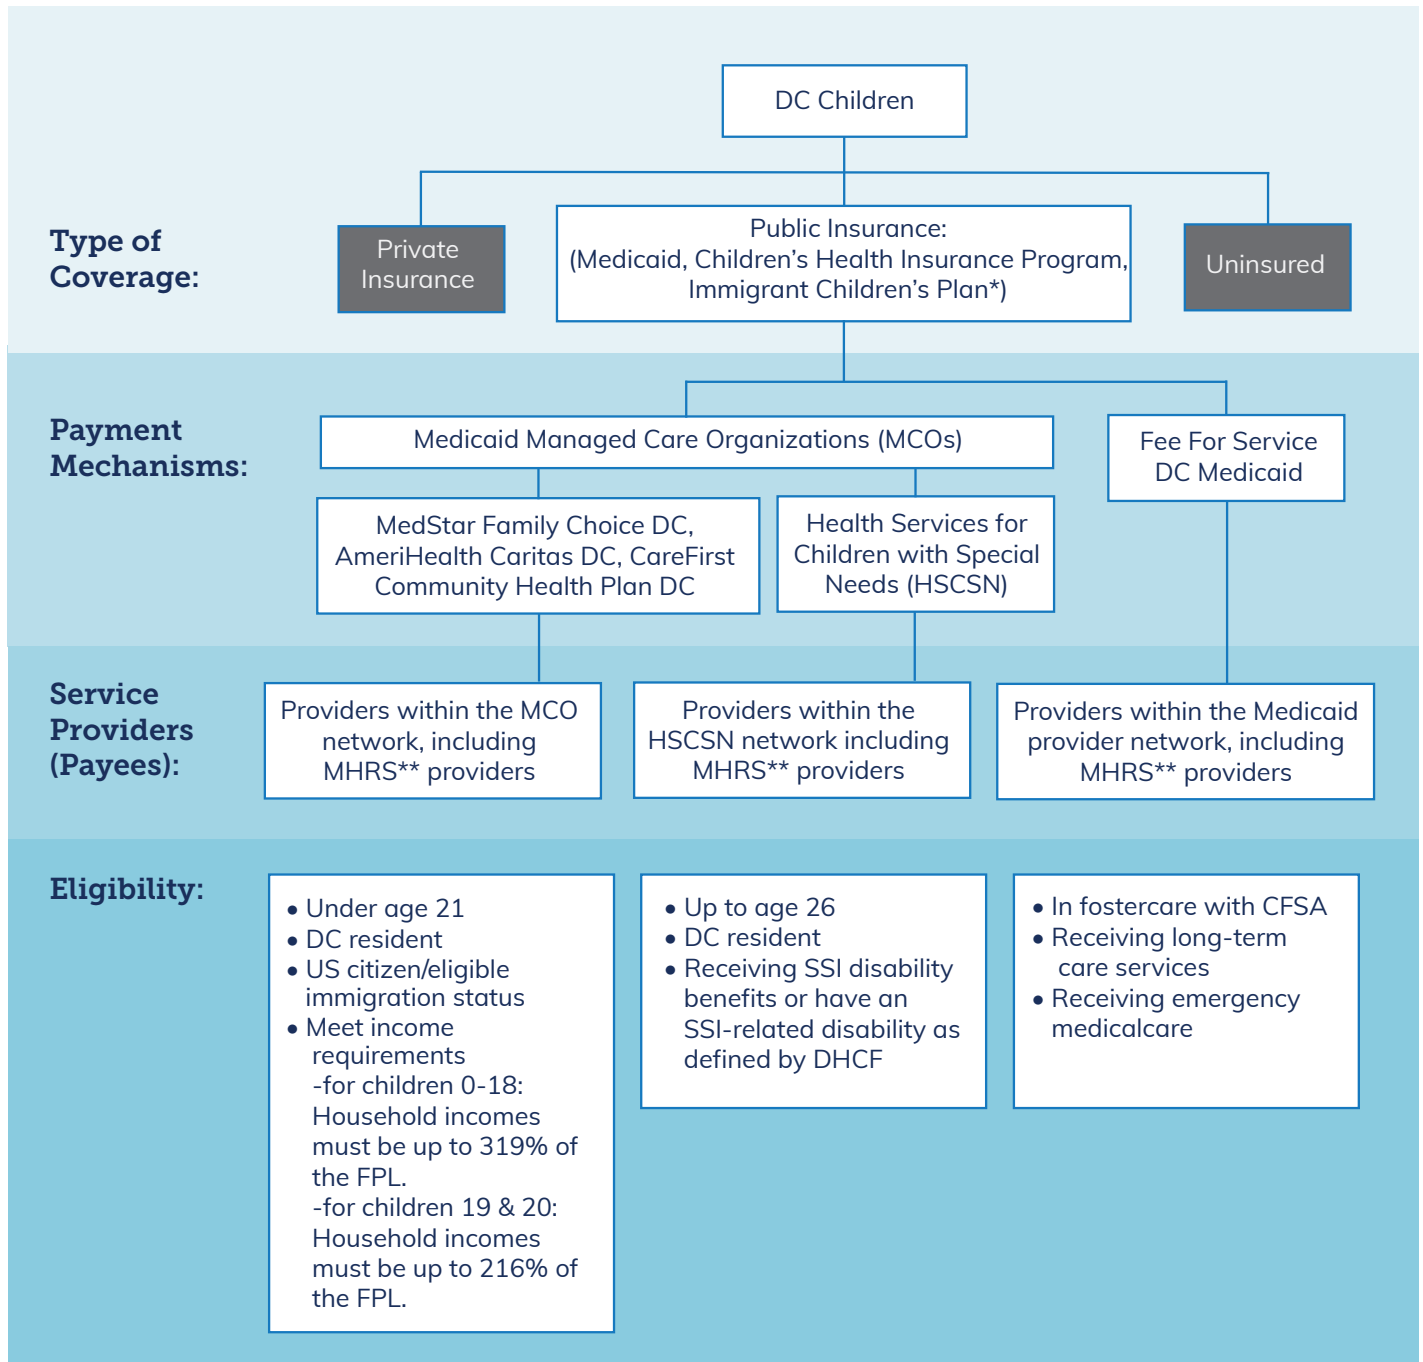 DC Children
Type of
Coverage:
Private
Insurance
Public Insurance:
(Medicaid, Children’s Health Insurance Program,
Immigrant Children’s Plan*)
Uninsured
Payment
Mechanisms:
Medicaid Managed Care Organizations (MCOs)
Fee For Service
DC Medicaid
MedStar Family Choice DC,
AmeriHealth Caritas DC, CareFirst
Community Health Plan DC
Health Services for
Children with Special
Needs (HSCSN)
Service
Providers
(Payees):
Providers within the MCO
network, including
MHRS** providers
Providers within the
HSCSN network including
MHRS** providers
Providers within the Medicaid
provider network, including
MHRS** providers
Eligibility:
• Under age 21
• DC resident
• US citizen/eligible
immigration status
• Meet income
requirements
-for children 0-18:
Household incomes
must be up to 319% of
the FPL.
-for children 19 & 20:
Household incomes
must be up to 216% of
the FPL.
• Up to age 26
• DC resident
• Receiving SSI disability
benefits or have an
SSI-related disability as
defined by DHCF
• In fostercare with CFSA
• Receiving long-term
care services
• Receiving emergency
medicalcare